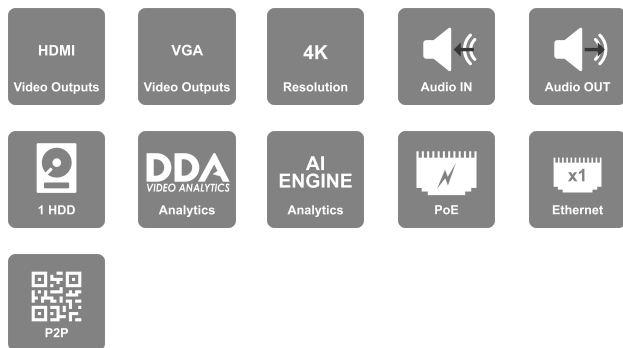 HDMI
Video Outputs
VGA
Video Outputs
4K
Resolution
Audio IN
Audio OUT
1 HDD
DDA
VIDEO ANALYTICS
Analytics
AI
ENGINE
Analytics
PoE
x1
Ethernet
P2P